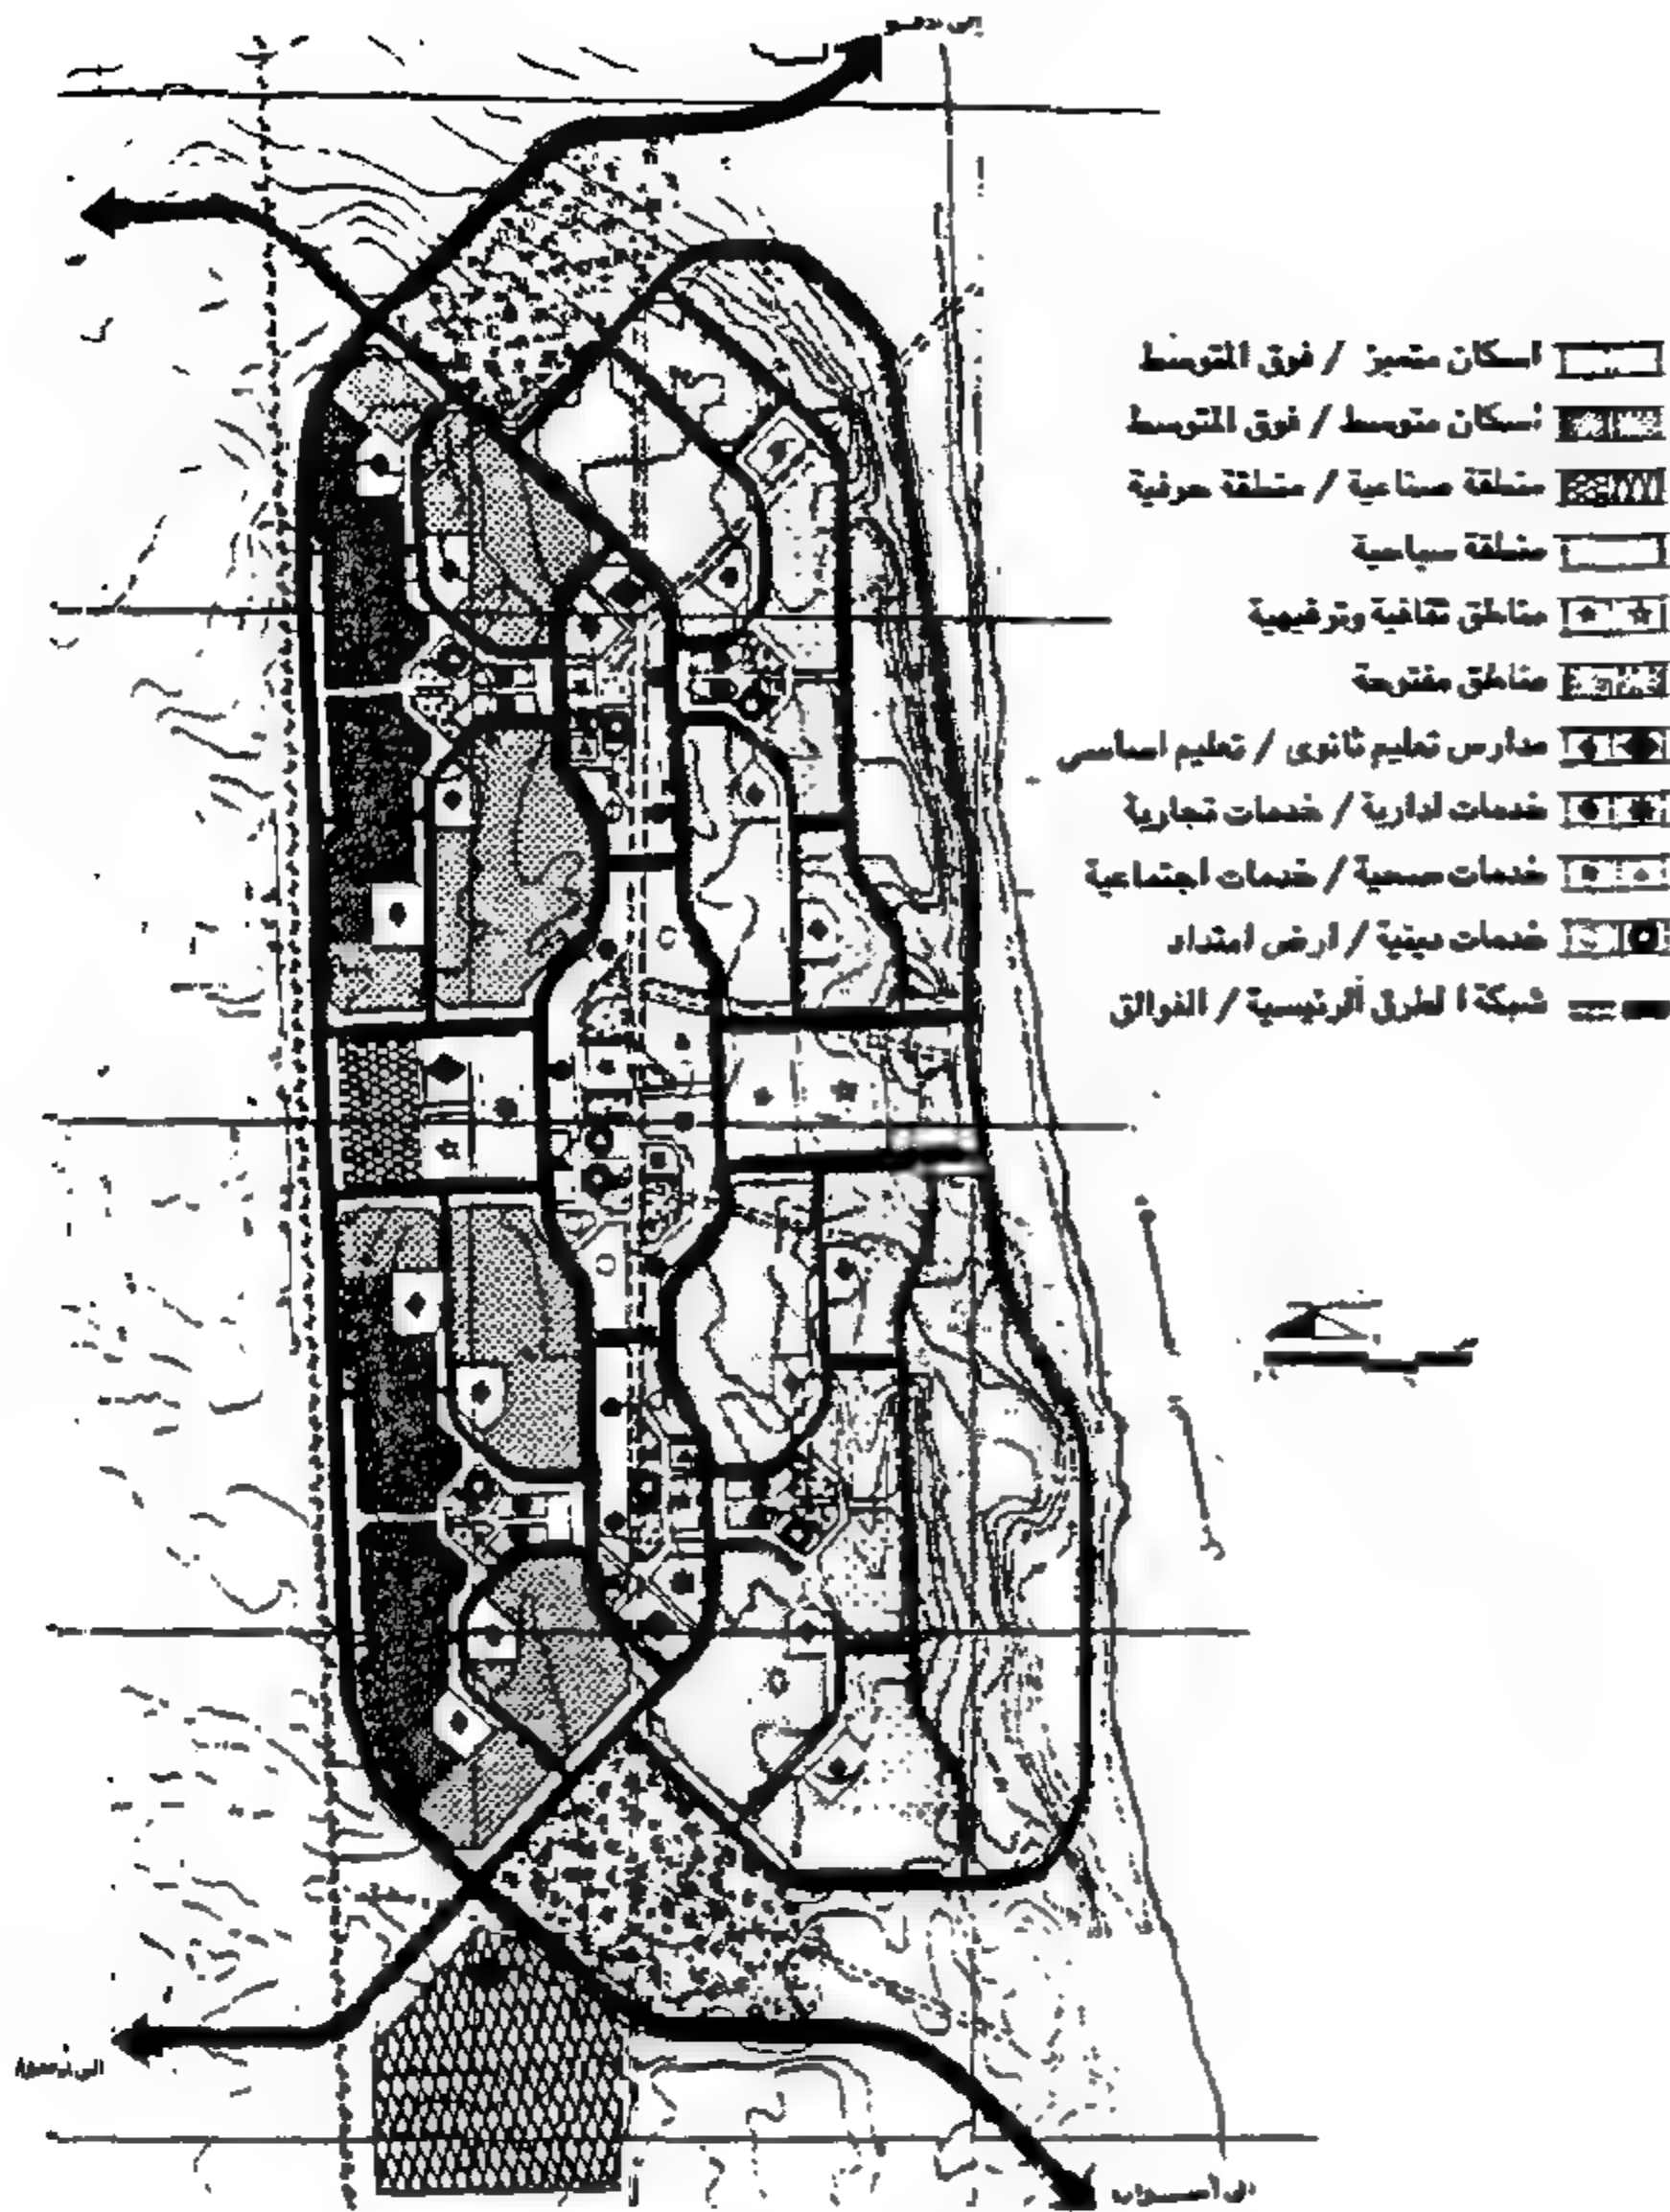 اسكان متميز / فوق المتوسط
اسكان متوسط / فوق المتوسط
منطقة صناعية / منطقة حرفية
منطقة سياحية
مناطق ثقافية وترفيهية
مناطق مفتوحة
مدارس تعليم ثانوى / تعليم اساسى
خدمات ادارية / خدمات تجارية
خدمات صحية / خدمات اجتماعية
خدمات دينية / ارض امتداد
شبكة الطرق الرئيسية / الفوالق
الى اسوان